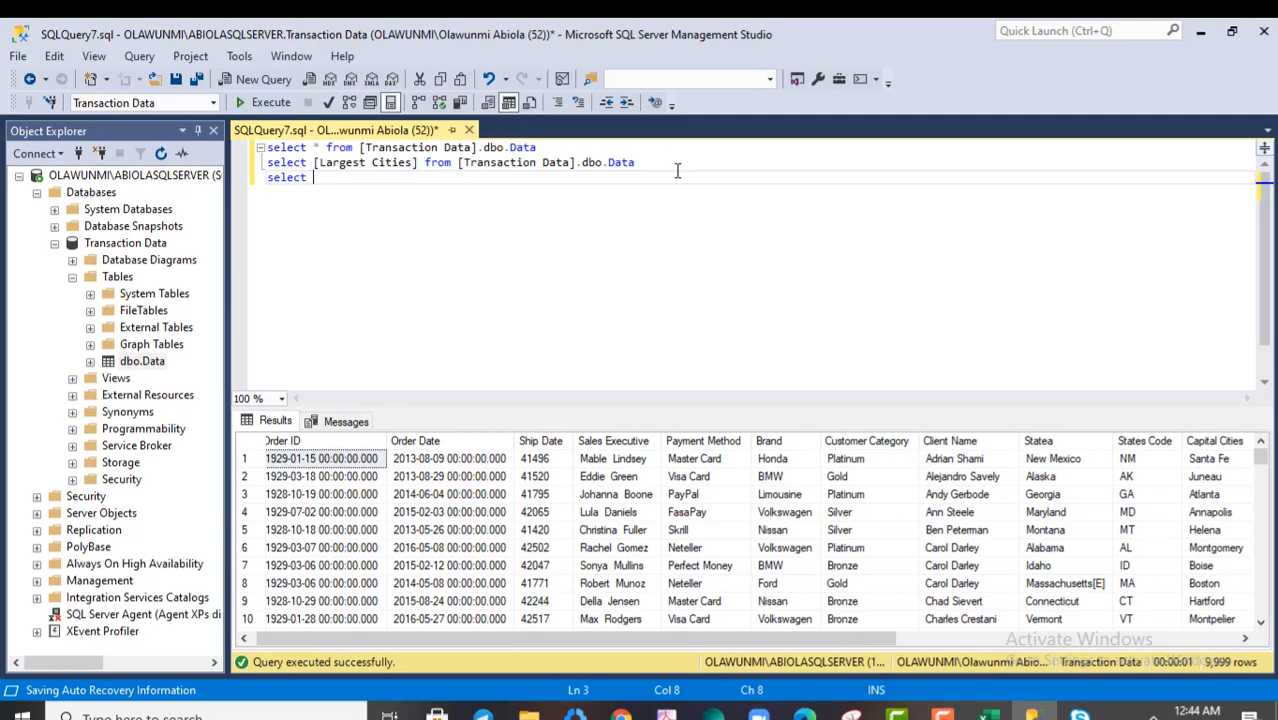 SQLQuery7.sql - OLAWUNMI\ABIOLASQLSERVER.Transaction Data (OLAWUNMI\Olawunmi Abiola (52))* - Microsoft SQL Server Management Studio
Quick Launch (Ctrl+Q)
File Edit View Query Project Tools Window Help
New Query
MDX DMX XMLA DAX
Transaction Data Execute
Object Explorer
SQLQuery7.sql - OL...wunmi Abiola (52))*
Connect
OLAWUNMI\ABIOLASQLSERVER (S
Databases
System Databases
Database Snapshots
Transaction Data
Database Diagrams
Tables
System Tables
FileTables
External Tables
Graph Tables
dbo.Data
Views
External Resources
Synonyms
Programmability
Service Broker
Storage
Security
Security
Server Objects
Replication
PolyBase
Always On High Availability
Management
Integration Services Catalogs
SQL Server Agent (Agent XPs di
XEvent Profiler
select * from [Transaction Data].dbo.Data
select [Largest Cities] from [Transaction Data].dbo.Data
select
100 %
Results Messages
Order ID Order Date Ship Date Sales Executive Payment Method Brand Customer Category Client Name Statea States Code Capital Cities
1 1929-01-15 00:00:00.000 2013-08-09 00:00:00.000 41496 Mable Lindsey Master Card Honda Platinum Adrian Shami New Mexico NM Santa Fe
2 1929-03-18 00:00:00.000 2013-08-29 00:00:00.000 41520 Eddie Green Visa Card BMW Gold Alejandro Savely Alaska AK Juneau
3 1928-10-19 00:00:00.000 2014-06-04 00:00:00.000 41795 Johanna Boone PayPal Limousine Platinum Andy Gerbode Georgia GA Atlanta
4 1929-07-02 00:00:00.000 2015-02-03 00:00:00.000 42065 Lula Daniels FasaPay Volkswagen Silver Ann Steele Maryland MD Annapolis
5 1928-10-18 00:00:00.000 2013-05-26 00:00:00.000 41420 Christina Fuller Skrill Nissan Silver Ben Peterman Montana MT Helena
6 1929-03-07 00:00:00.000 2016-05-08 00:00:00.000 42502 Rachel Gomez Neteller Volkswagen Platinum Carol Darley Alabama AL Montgomery
7 1929-03-06 00:00:00.000 2015-02-12 00:00:00.000 42047 Sonya Mullins Perfect Money BMW Bronze Carol Darley Idaho ID Boise
8 1929-03-06 00:00:00.000 2014-05-08 00:00:00.000 41771 Robert Munoz Neteller Ford Gold Carol Darley Massachusetts[E] MA Boston
9 1928-10-29 00:00:00.000 2015-08-24 00:00:00.000 42244 Della Jensen Master Card Nissan Bronze Chad Sievert Connecticut CT Hartford
10 1929-01-28 00:00:00.000 2016-05-27 00:00:00.000 42517 Max Rodgers Visa Card Volkswagen Bronze Charles Crestani Vermont VT Montpelier
Activate Windows
Query executed successfully. OLAWUNMI\ABIOLASQLSERVER (1... OLAWUNMI\Olawunmi Abio... Transaction Data 00:00:01 9,999 rows
Saving Auto Recovery Information Ln 3 Col 8 Ch 8 INS
Type here to search 12:44 AM